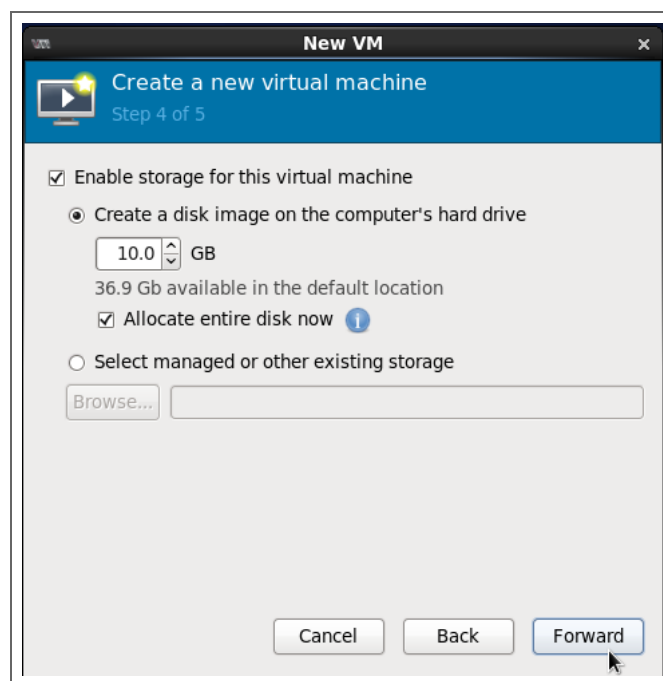 New VM
Create a new virtual machine
Step 4 of 5
Enable storage for this virtual machine
Create a disk image on the computer's hard drive
10.0 GB
36.9 Gb available in the default location
Allocate entire disk now
Select managed or other existing storage
Browse...
Cancel Back Forward